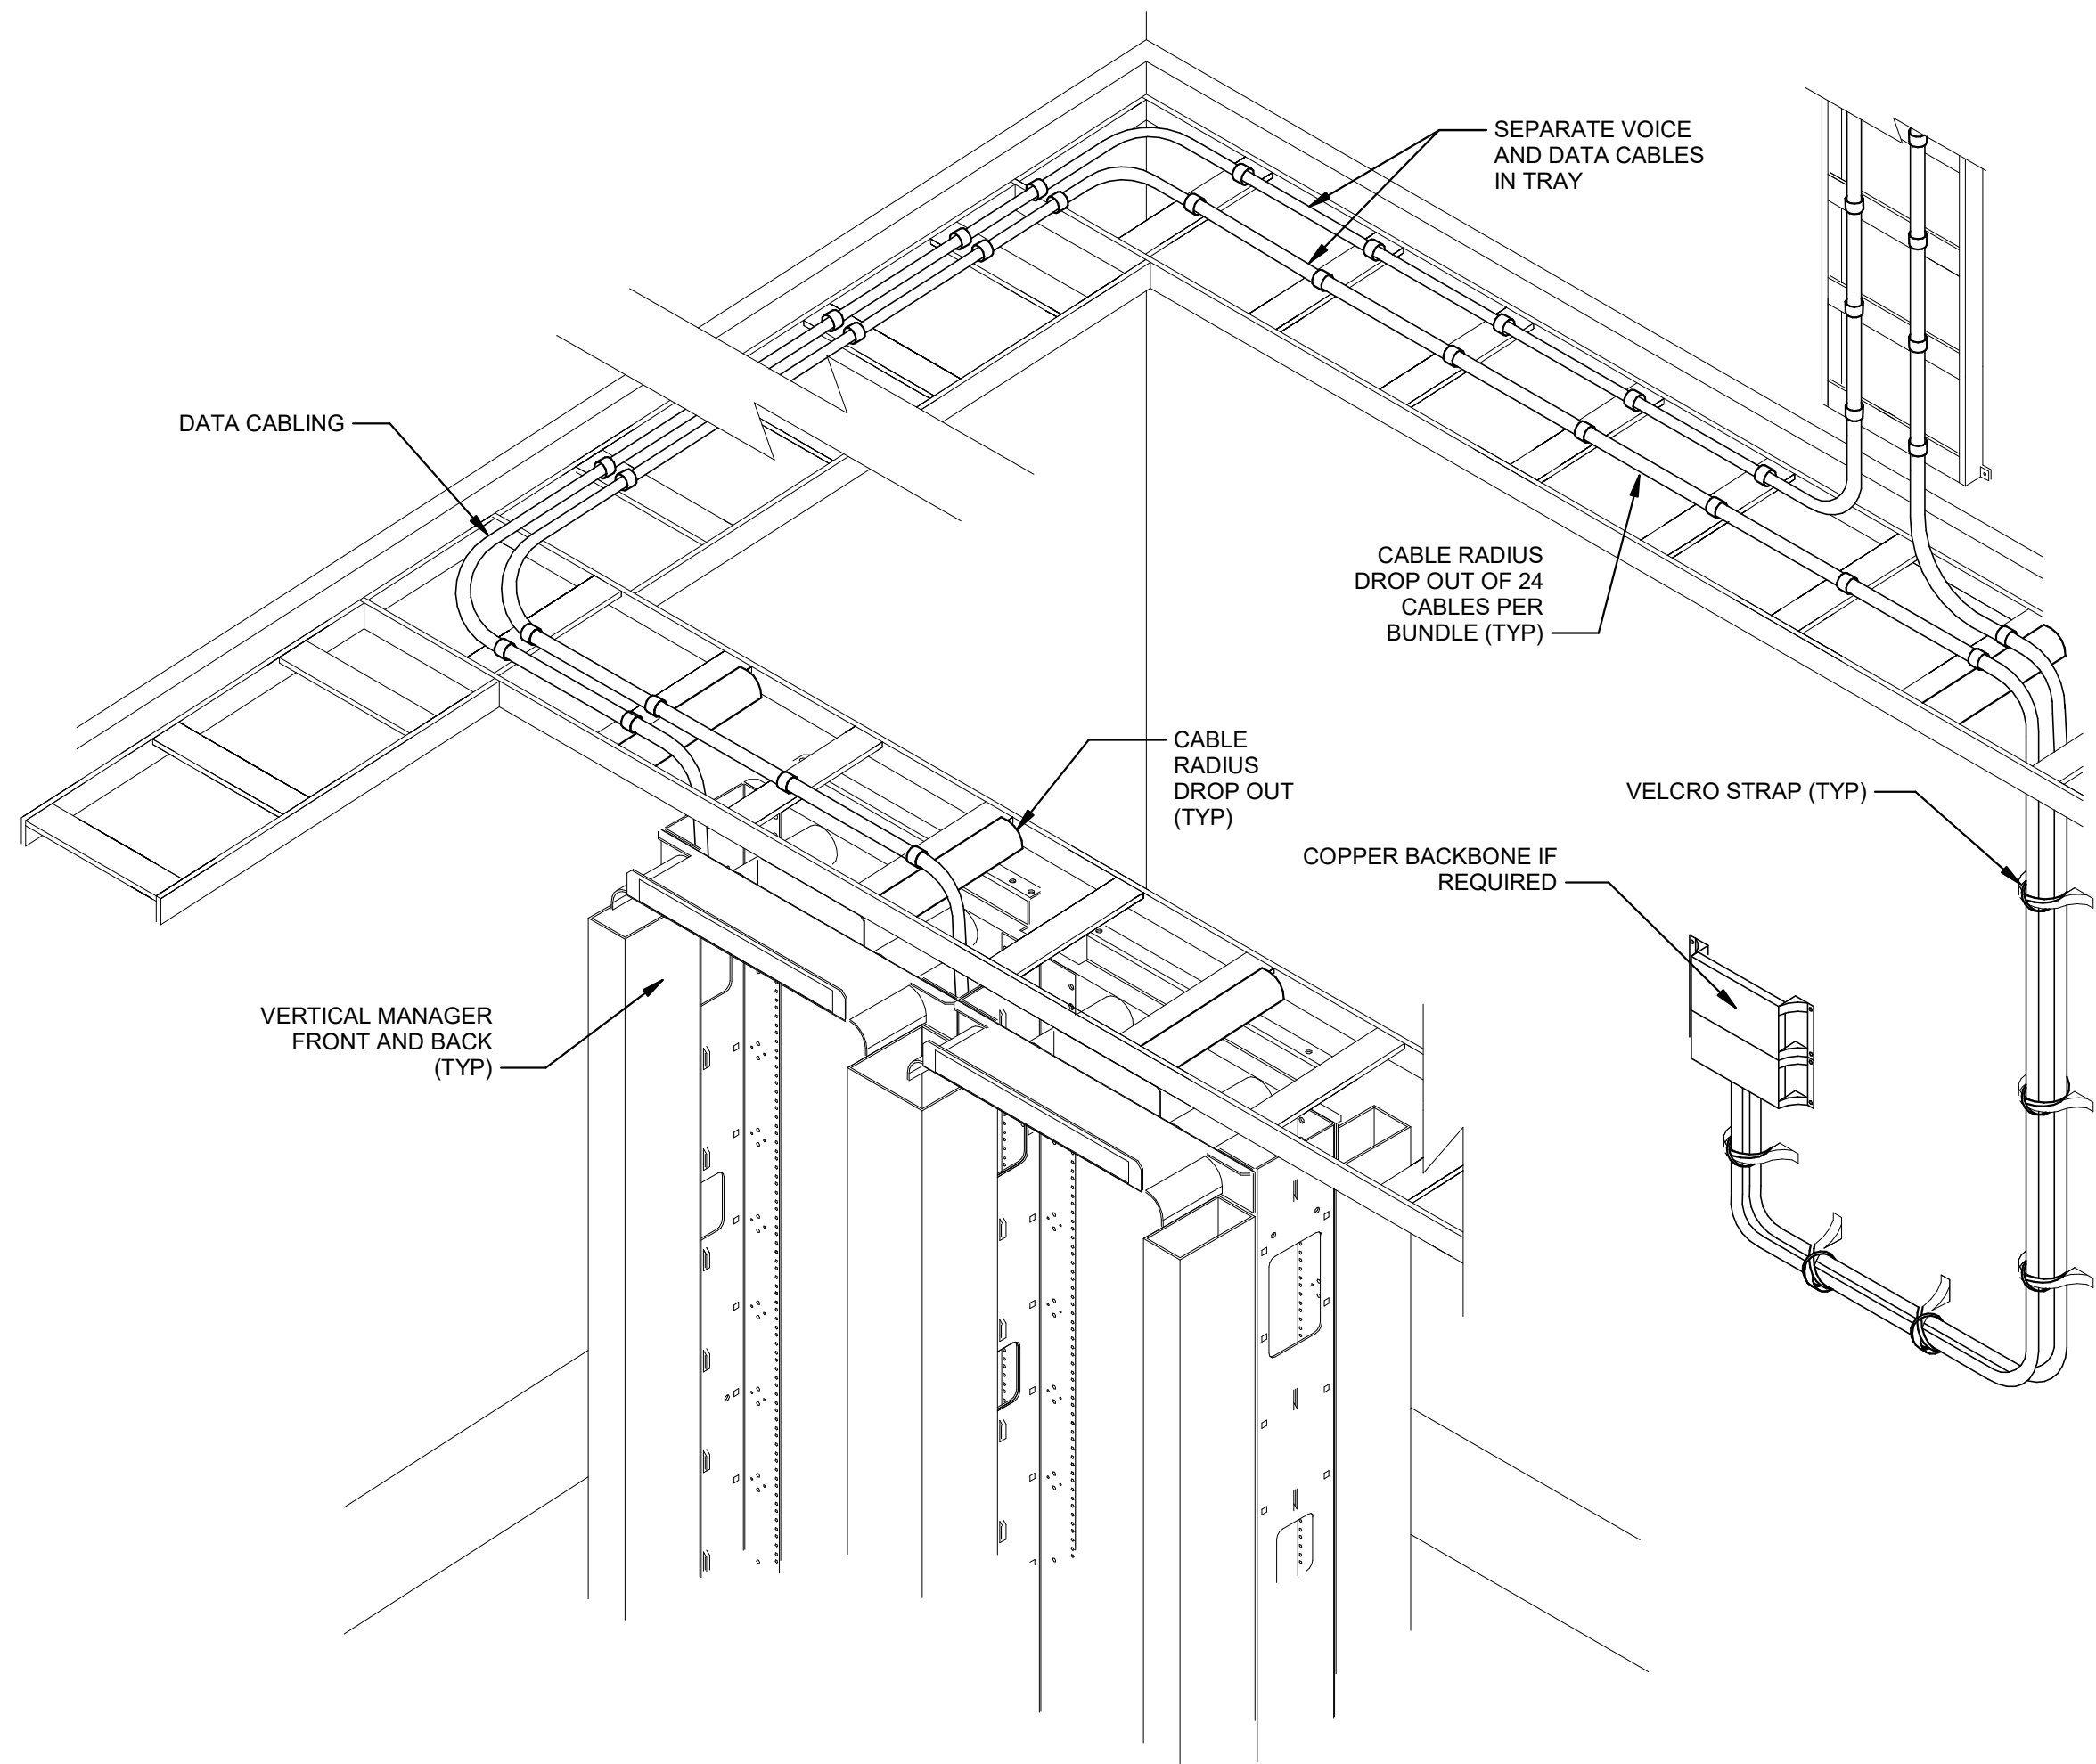 SEPARATE VOICE
AND DATA CABLES
IN TRAY
DATA CABLING
CABLE RADIUS
DROP OUT OF 24
CABLES PER
BUNDLE (TYP)
CABLE
RADIUS
DROP OUT
(TYP)
VELCRO STRAP (TYP)
COPPER BACKBONE IF
REQUIRED
VERTICAL MANAGER
FRONT AND BACK
(TYP)